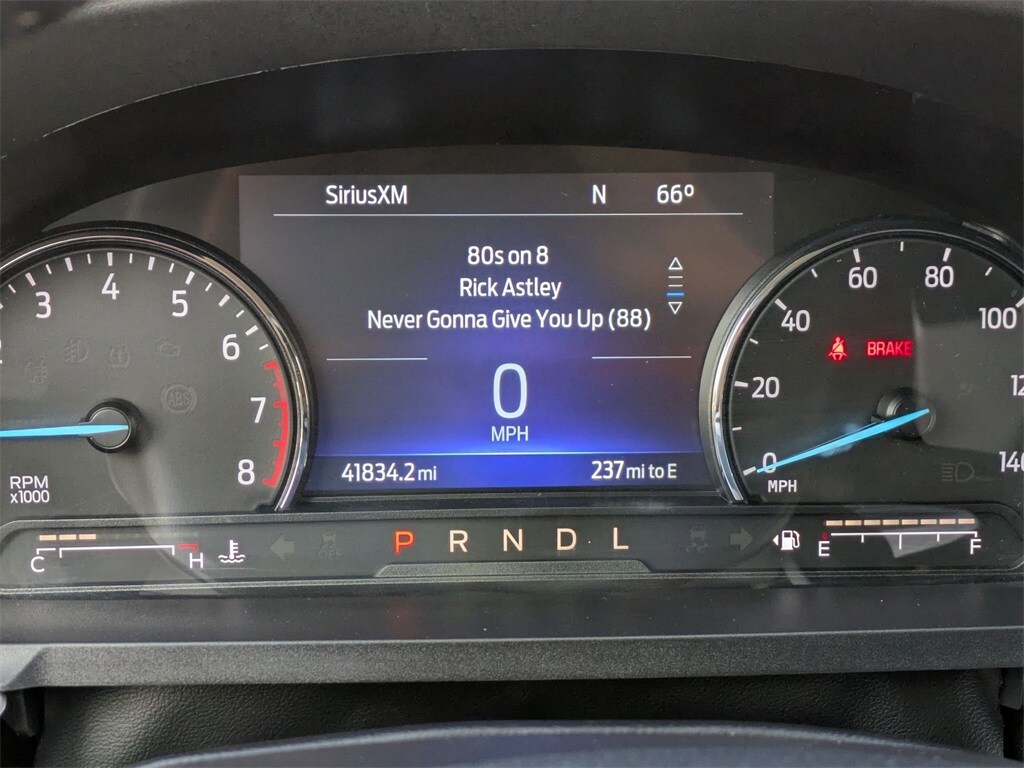 SiriusXM N 66°
80s on 8
Rick Astley
Never Gonna Give You Up (88)
0
MPH
41834.2 mi 237 mi to E
3 4 5 6 7 8
RPM
x1000
ABS
0 20 40 60 80 100
MPH
BRAKE
C H
P R N D L
E F